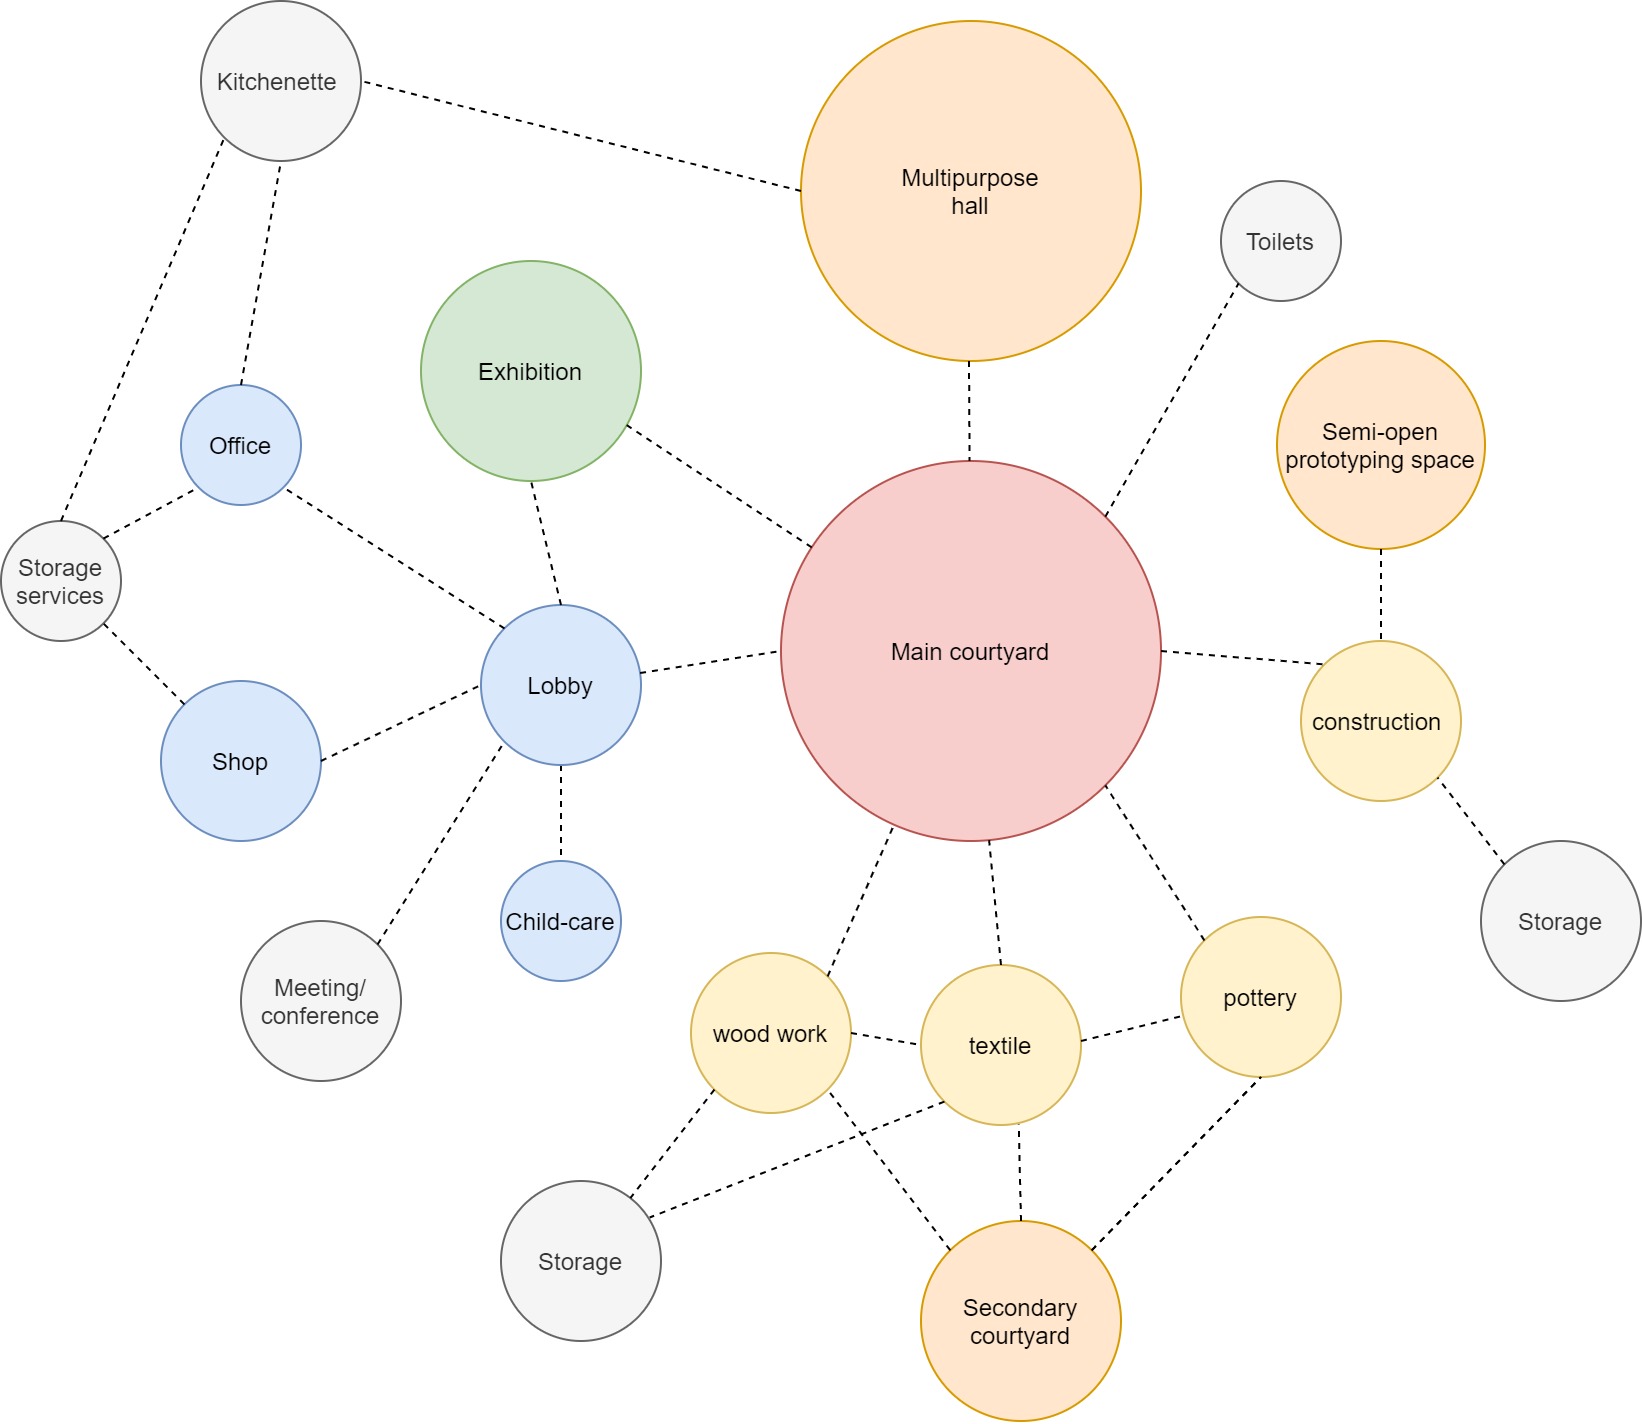 Kitchenette
Multipurpose
hall
Toilets
Exhibition
Semi-open
prototyping space
Office
Storage
services
Main courtyard
Lobby
construction
Shop
Child-care
Storage
Meeting/
conference
pottery
wood work
textile
Storage
Secondary
courtyard